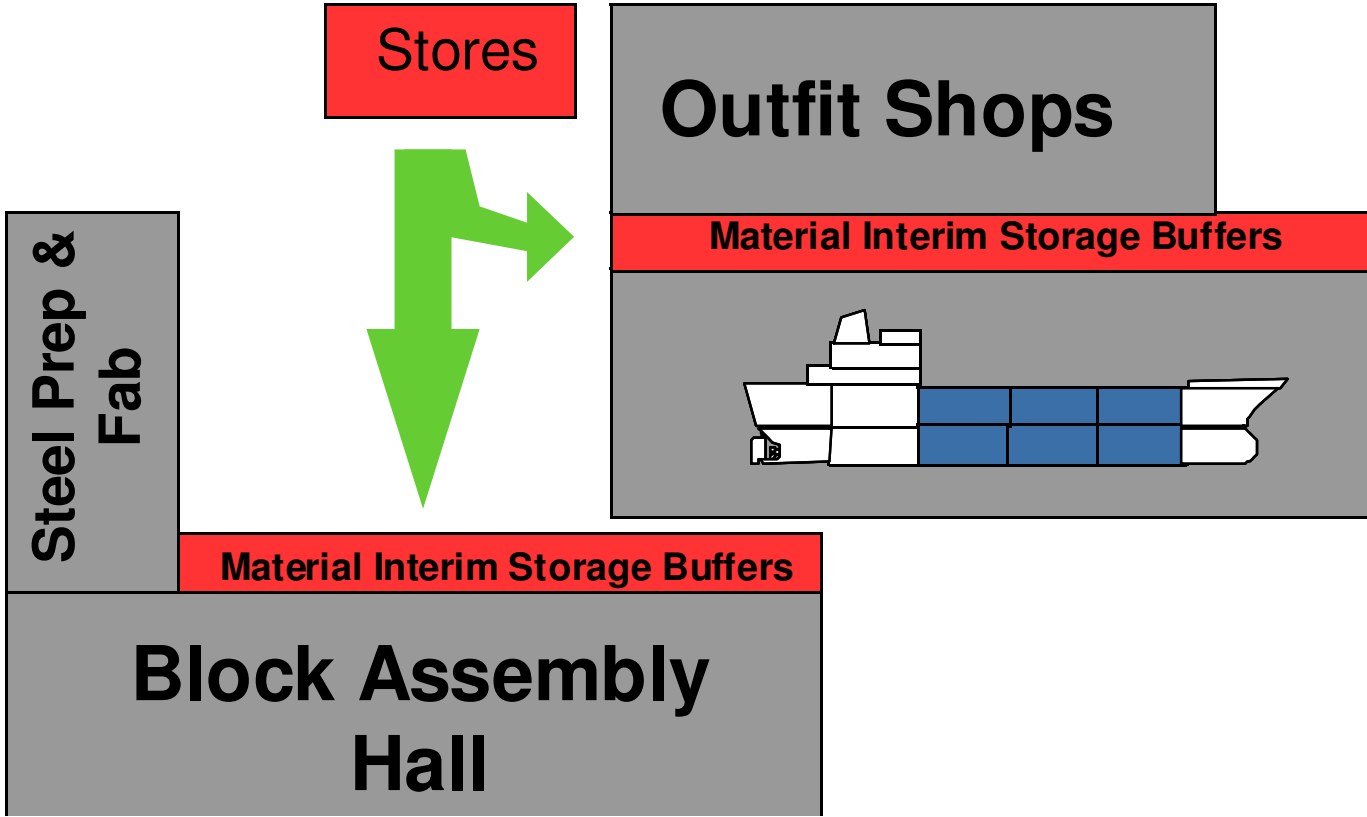 Stores
Outfit Shops
Material Interim Storage Buffers
Steel Prep &
Fab
Material Interim Storage Buffers
Block Assembly
Hall